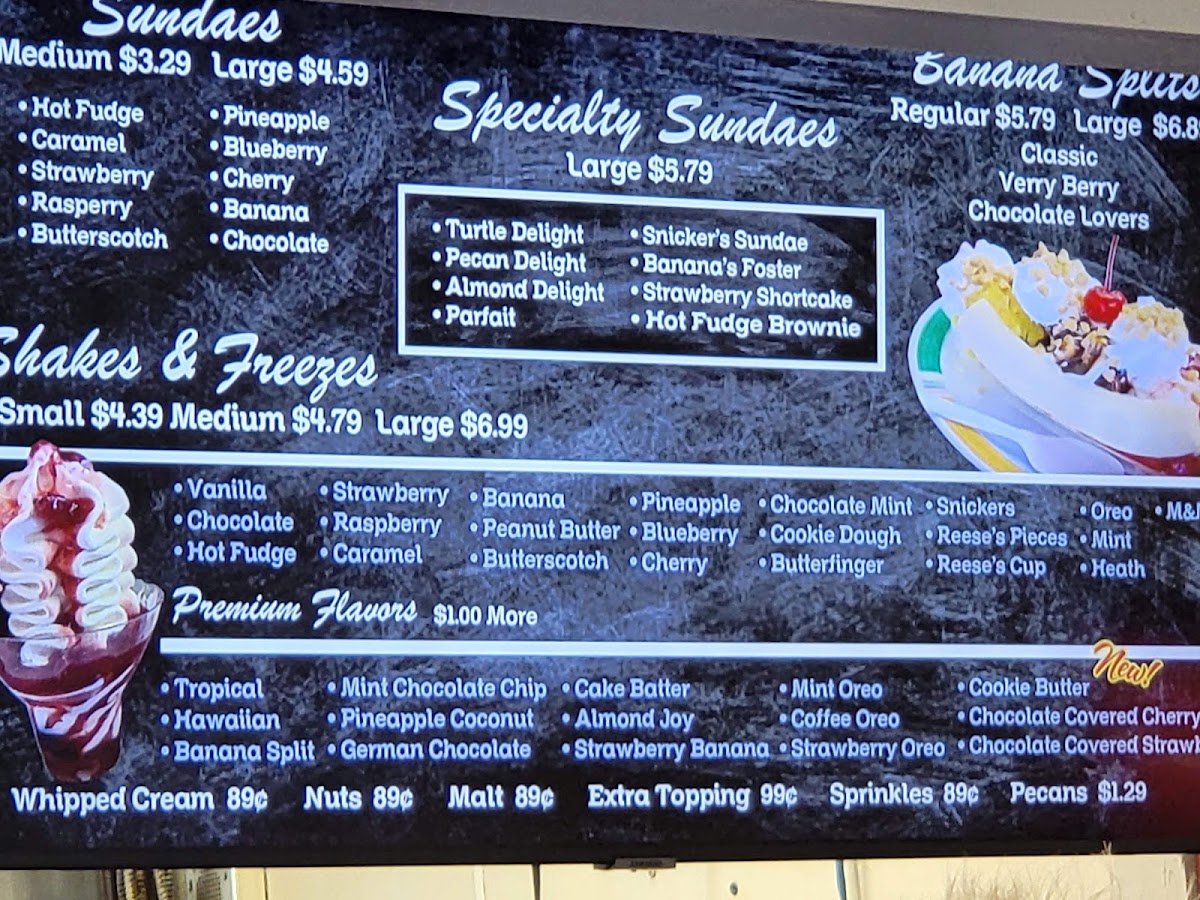 Sundaes
Medium $3.29 Large $4.59
• Hot Fudge
• Caramel
• Strawberry
• Rasperry
• Butterscotch
• Pineapple
• Blueberry
• Cherry
• Banana
• Chocolate
Specialty Sundaes
Large $5.79
• Turtle Delight
• Pecan Delight
• Almond Delight
• Parfait
• Snicker's Sundae
• Banana's Foster
• Strawberry Shortcake
• Hot Fudge Brownie
Banana Splits
Regular $5.79 Large $6.8
Classic
Verry Berry
Chocolate Lovers
Shakes & Freezes
Small $4.39 Medium $4.79 Large $6.99
• Vanilla • Strawberry • Banana • Pineapple • Chocolate Mint • Snickers • Oreo • M&
• Chocolate • Raspberry • Peanut Butter • Blueberry • Cookie Dough • Reese's Pieces • Mint
• Hot Fudge • Caramel • Butterscotch • Cherry • Butterfinger • Reese's Cup • Heath
Premium Flavors $1.00 More
New!
• Tropical • Mint Chocolate Chip • Cake Batter • Mint Oreo • Cookie Butter
• Hawaiian • Pineapple Coconut • Almond Joy • Coffee Oreo • Chocolate Covered Cherry
• Banana Split • German Chocolate • Strawberry Banana • Strawberry Oreo • Chocolate Covered Strawb
Whipped Cream 89¢ Nuts 89¢ Malt 89¢ Extra Topping 99¢ Sprinkles 89¢ Pecans $1.29